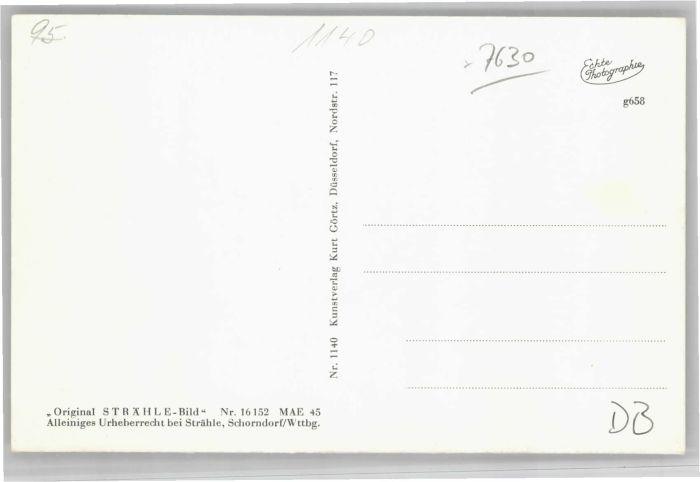 95.
1140
7630
Echte
Photographie
g658
Nr. 1140 Kunstverlag Kurt Görtz, Düsseldorf, Nordstr. 117
„Original STRÄHLE-Bild“ Nr. 16152 MAE 45
Alleiniges Urheberrecht bei Strähle, Schorndorf/Wttbg.
DB